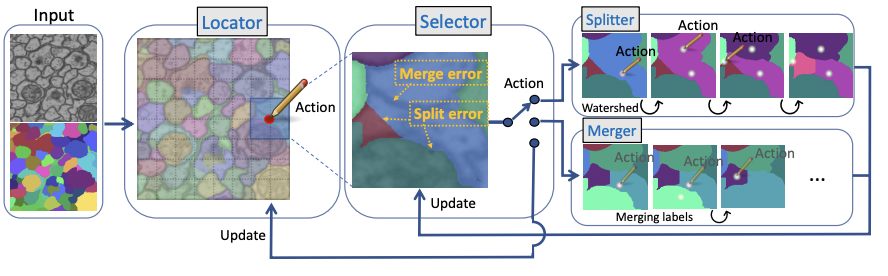 Input
Locator
Action
Update
Selector
Merge error
Split error
Action
Update
Splitter
Action
Action
Action
Watershed
Merger
Action
Action
Action
Merging labels
...